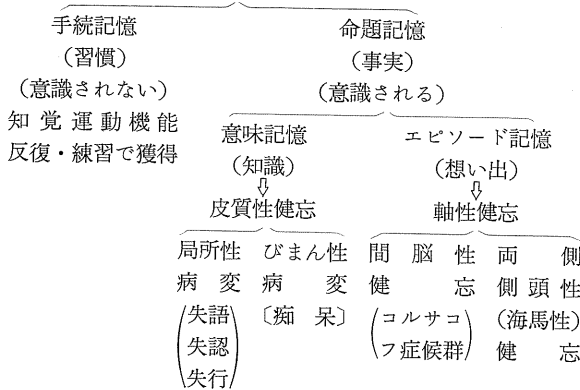 手続記憶
(習慣)
(意識されない)
知覚運動機能
反復・練習で獲得
命題記憶
(事実)
(意識される)
意味記憶
(知識)
⇩
皮質性健忘
エピソード記憶
(想い出)
⇩
軸性健忘
局所性
病変
(失語
失認
失行)
びまん性
病変
〔痴呆〕
間脳性
健忘
(コルサコ
フ症候群)
両側
側頭性
(海馬性)
健忘